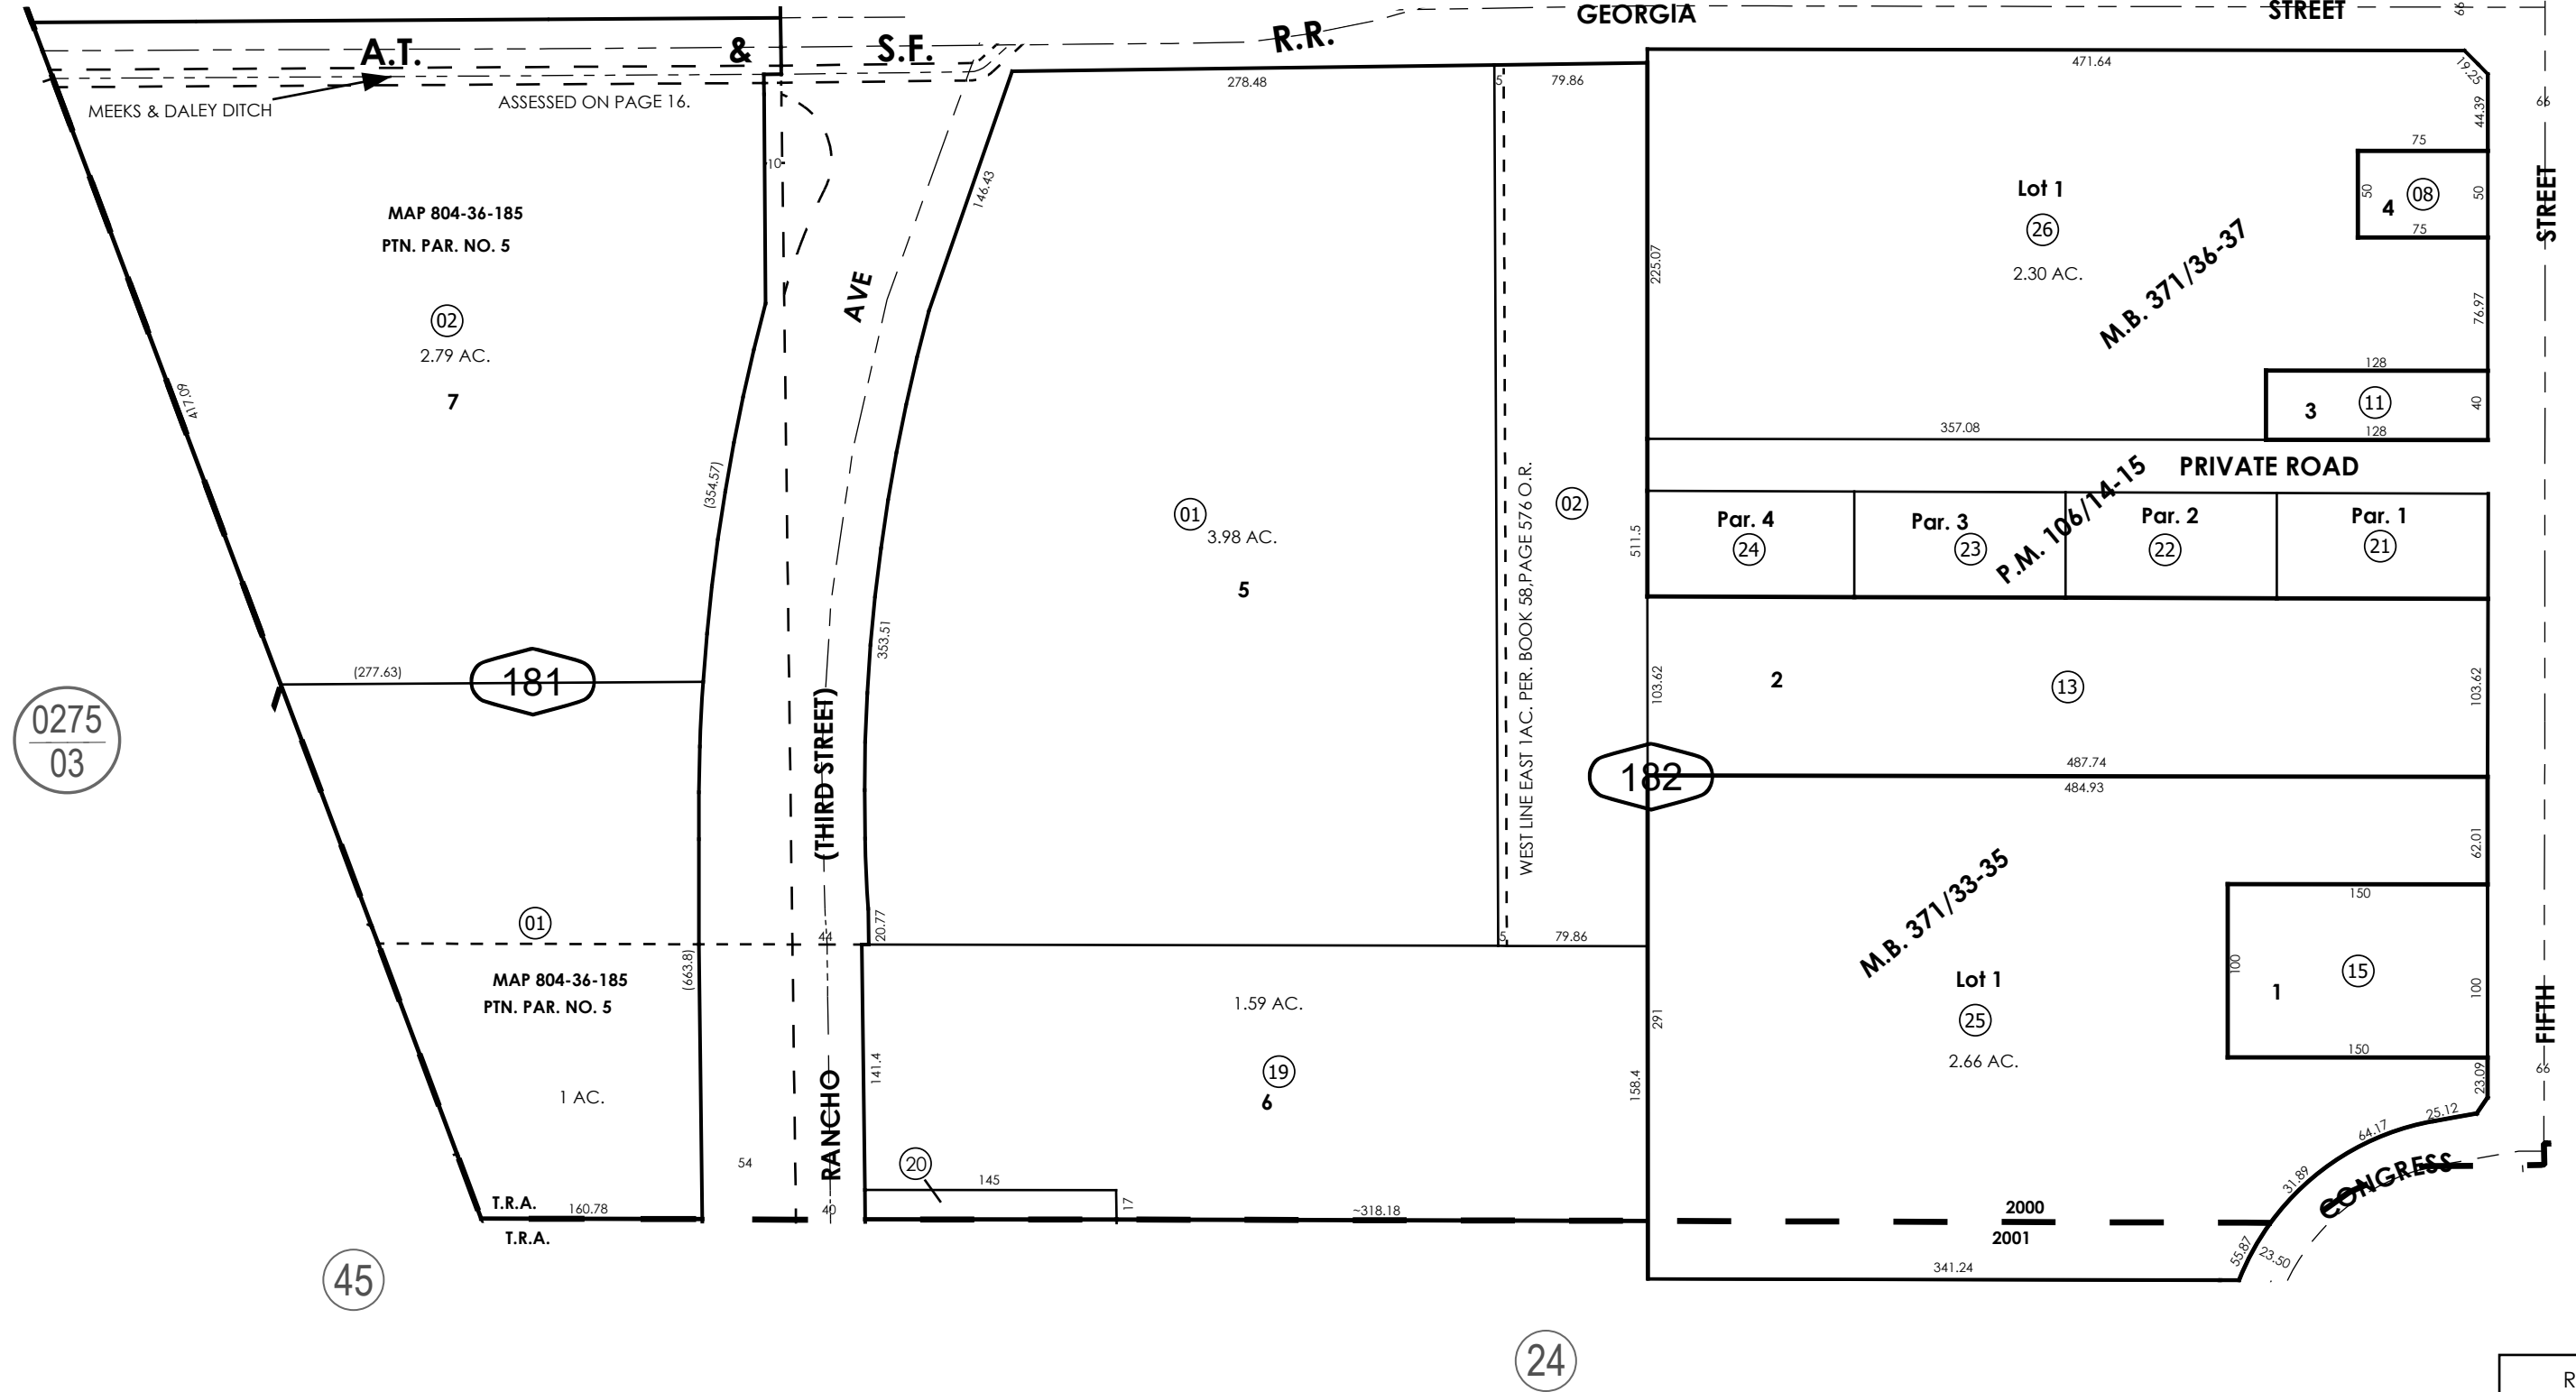 GEORGIA
STREET
66
A.T.
&
S.F.
R.R.
MEEKS & DALEY DITCH
ASSESSED ON PAGE 16.
278.48
5
79.86
471.64
19.25
44.39
66
10
MAP 804-36-185
PTN. PAR. NO. 5
02
2.79 AC.
7
417.09
(354.57)
146.43
AVE
225.07
Lot 1
26
2.30 AC.
M.B. 371/36-37
75
50
4
08
50
75
STREET
76.97
128
3
11
40
128
357.08
PRIVATE ROAD
01
3.98 AC.
5
02
WEST LINE EAST 1AC. PER. BOOK 58,PAGE 576 O.R.
511.5
Par. 4
24
Par. 3
23
P.M. 106/14-15
Par. 2
22
Par. 1
21
353.51
(277.63)
181
0275
03
(THIRD STREET)
103.62
2
13
103.62
487.74
182
484.93
62.01
M.B. 371/33-35
150
100
1
15
100
150
01
44
20.77
5
79.86
MAP 804-36-185
PTN. PAR. NO. 5
(663.8)
1 AC.
1.59 AC.
141.4
19
6
291
158.4
Lot 1
25
2.66 AC.
FIFTH
66
23.09
25.12
64.17
31.89
CONGRESS
54
RANCHO
20
145
17
T.R.A.
160.78
40
~318.18
2000
T.R.A.
2001
55.87
23.50
341.24
45
24
R